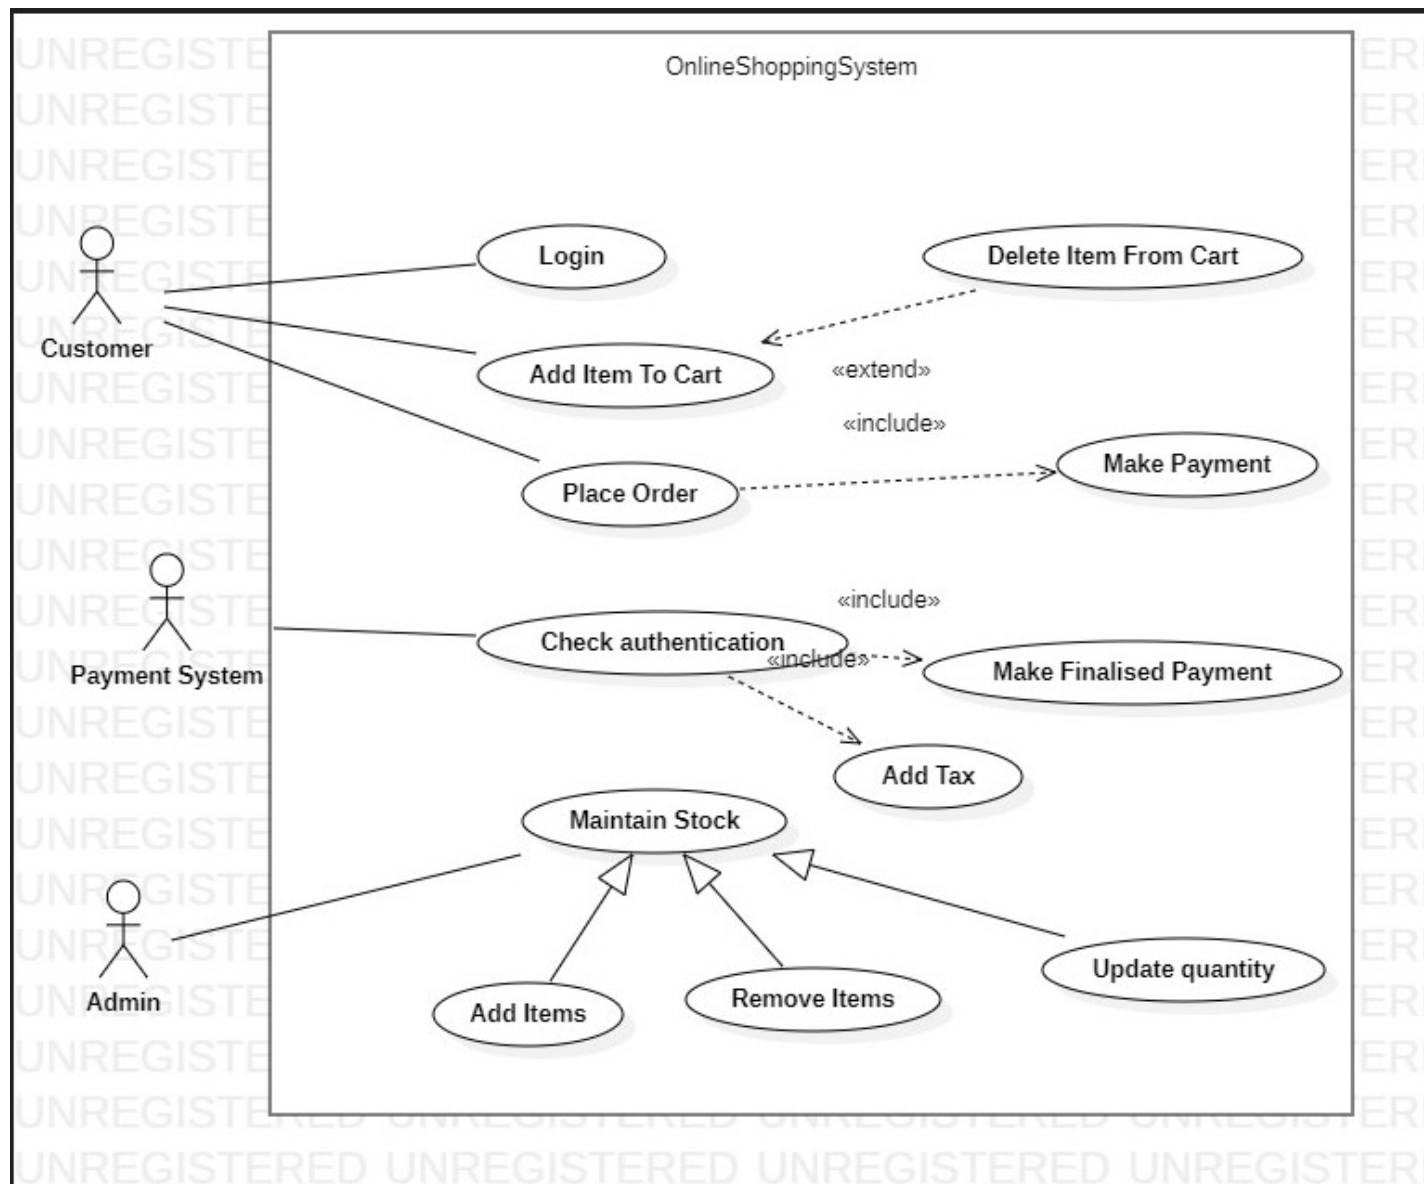 OnlineShoppingSystem
Login
Delete Item From Cart
Customer
Add Item To Cart
«extend»
«include»
Make Payment
Place Order
«include»
Check authentication
«include»
Make Finalised Payment
Payment System
Add Tax
Maintain Stock
Update quantity
Admin
Add Items
Remove Items
UNREGISTERED UNREGISTERED UNREGISTERED